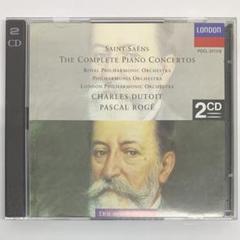 2
CD
LONDON
SAINT SAËNS
THE COMPLETE PIANO CONCERTOS
ROYAL PHILHARMONIC ORCHESTRA
PHILHARMONIA ORCHESTRA
LONDON PHILHARMONIC ORCHESTRA
CHARLES DUTOIT
PASCAL ROGÉ
2CD